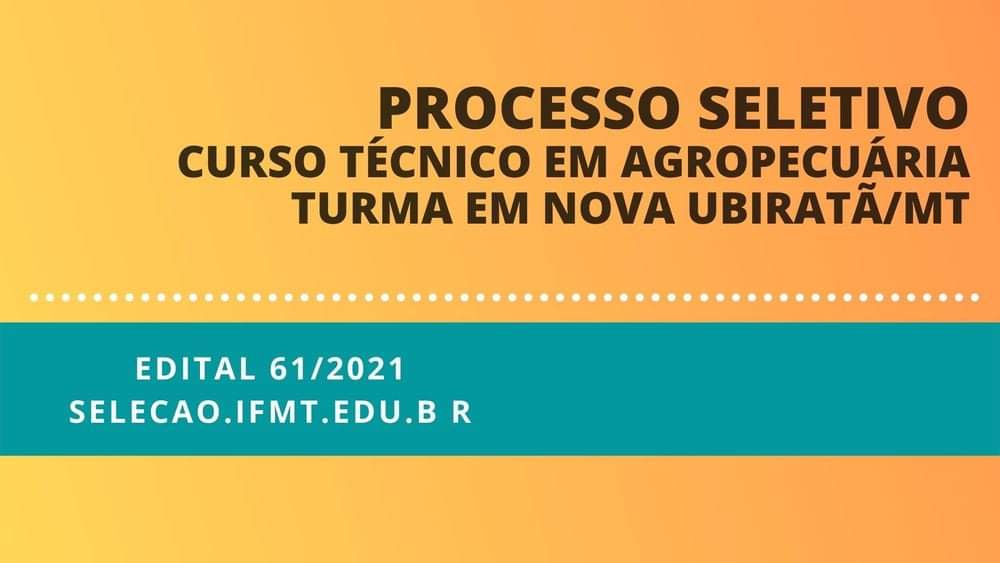 PROCESSO SELETIVO
CURSO TÉCNICO EM AGROPECUÁRIA
TURMA EM NOVA UBIRATÃ/MT
EDITAL 61/2021
SELECAO.IFMT.EDU.B R